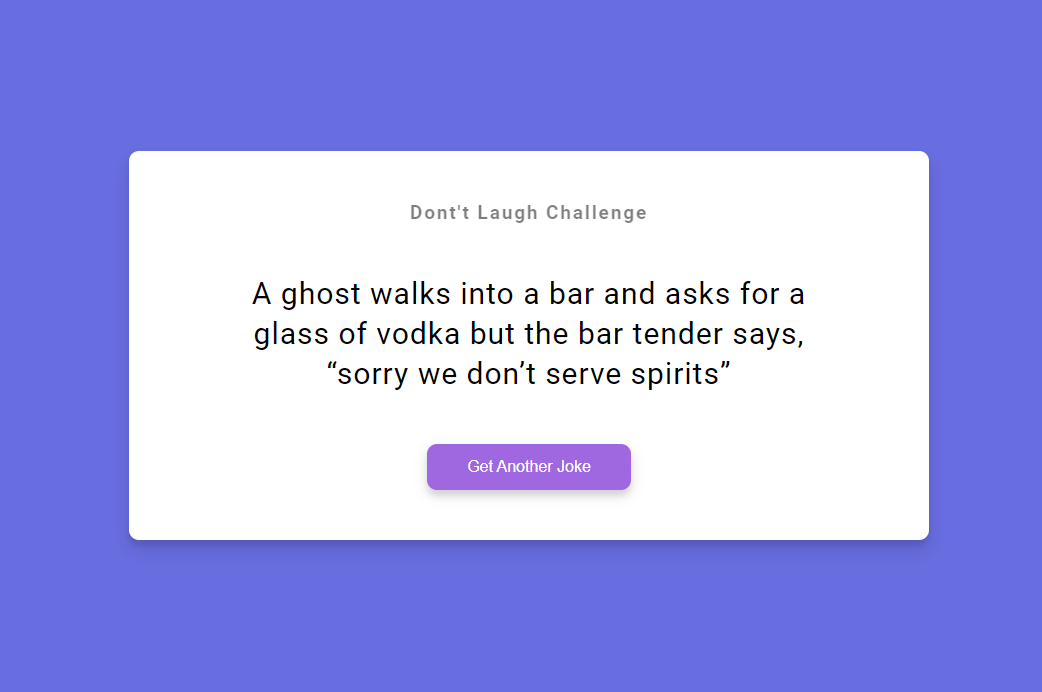 Dont't Laugh Challenge
A ghost walks into a bar and asks for a
glass of vodka but the bar tender says,
“sorry we don’t serve spirits”
Get Another Joke